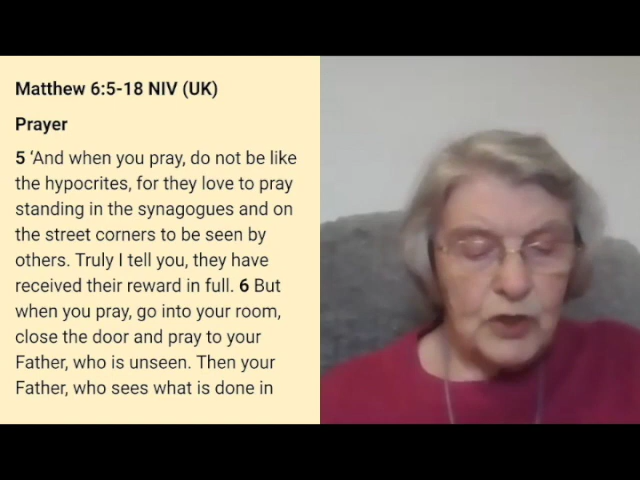 Matthew 6:5-18 NIV (UK)
Prayer
5 ‘And when you pray, do not be like
the hypocrites, for they love to pray
standing in the synagogues and on
the street corners to be seen by
others. Truly I tell you, they have
received their reward in full. 6 But
when you pray, go into your room,
close the door and pray to your
Father, who is unseen. Then your
Father, who sees what is done in